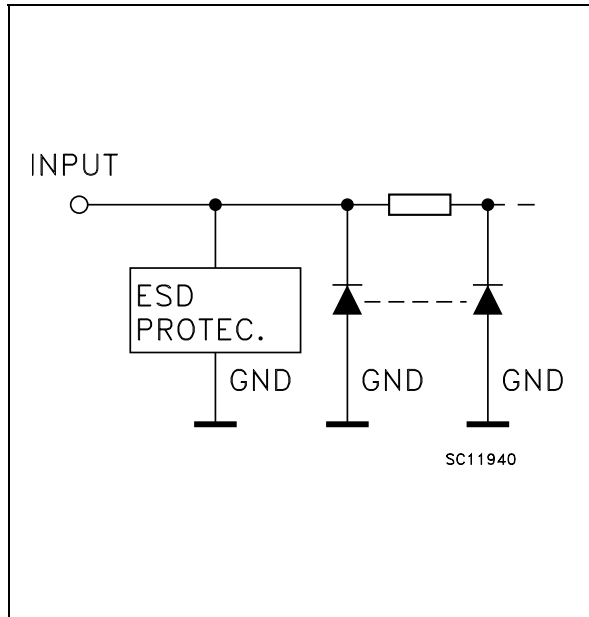 INPUT
ESD
PROTEC.
GND
GND
GND
SC11940